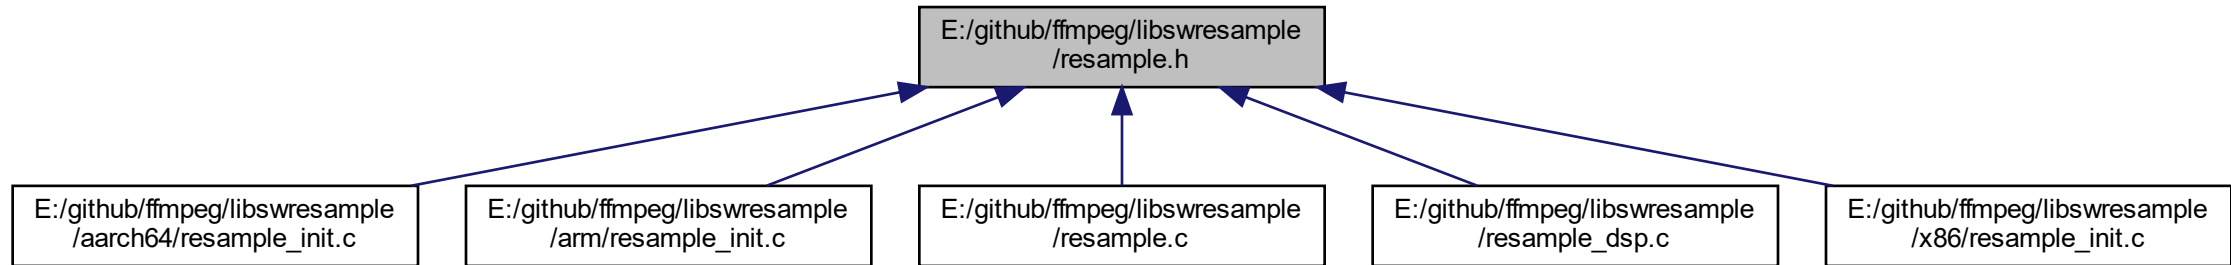 E:/github/ffmpeg/libswresample
/resample.h
E:/github/ffmpeg/libswresample
/aarch64/resample_init.c
E:/github/ffmpeg/libswresample
/arm/resample_init.c
E:/github/ffmpeg/libswresample
/resample.c
E:/github/ffmpeg/libswresample
/resample_dsp.c
E:/github/ffmpeg/libswresample
/x86/resample_init.c